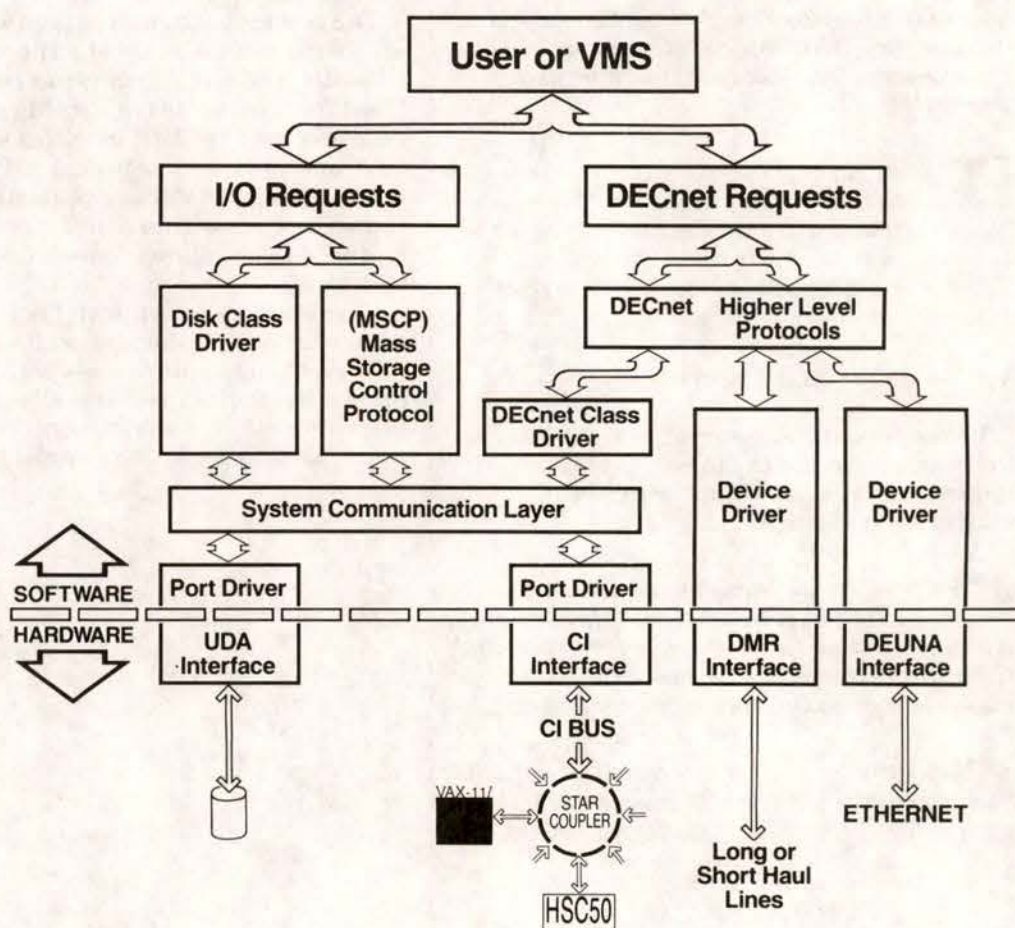 User or VMS
I/O Requests
DECnet Requests
Disk Class
Driver
(MSCP)
Mass
Storage
Control
Protocol
DECnet
Higher Level
Protocols
DECnet Class
Driver
Device
Driver
Device
Driver
System Communication Layer
SOFTWARE
Port Driver
Port Driver
HARDWARE
UDA
Interface
CI
Interface
DMR
Interface
DEUNA
Interface
CI BUS
VAX-11/
STAR
COUPLER
HSC50
Long or
Short Haul
Lines
ETHERNET